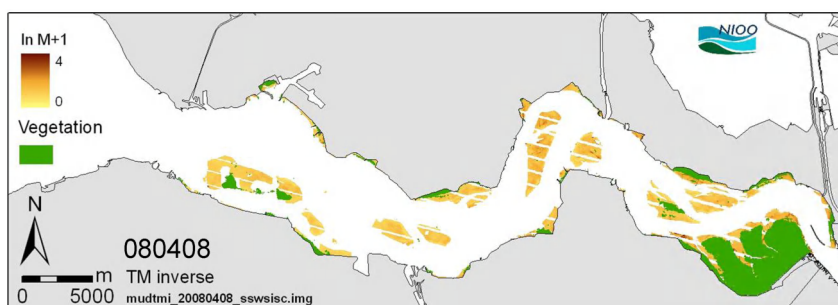 ln M+1
4
0
Vegetation
N
0 5000 m
080408
TM inverse
mudtmi_20080408_sswsisc.img
NIOO